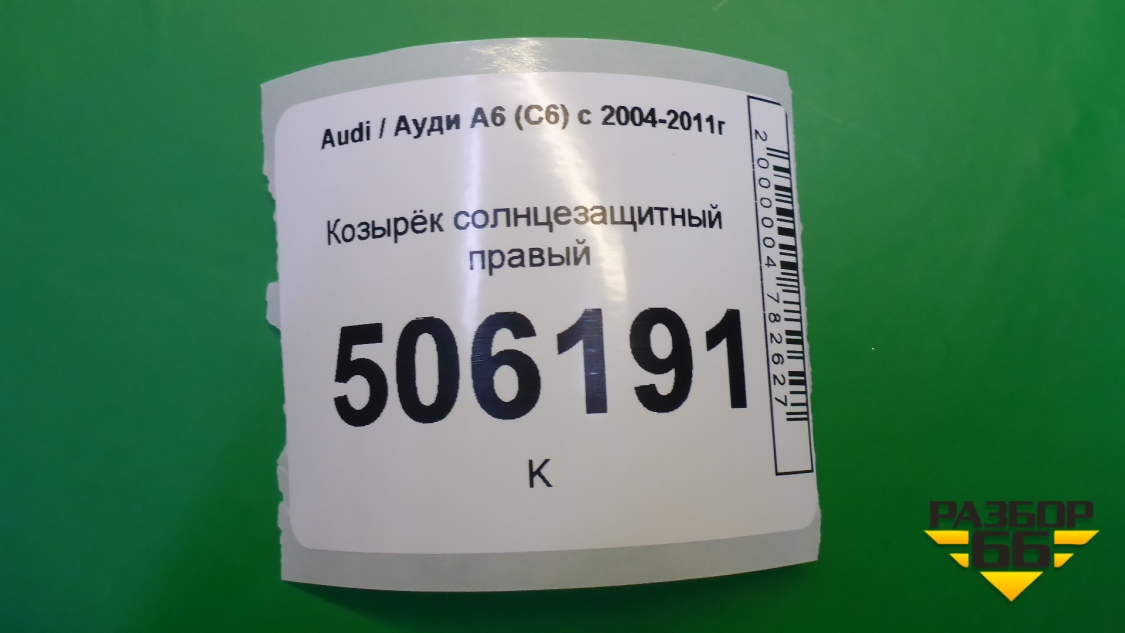 Audi / Ауди А6 (С6) с 2004-2011г
Козырёк солнцезащитный
правый
506191
К
2000004782627
РАЗБОР
66